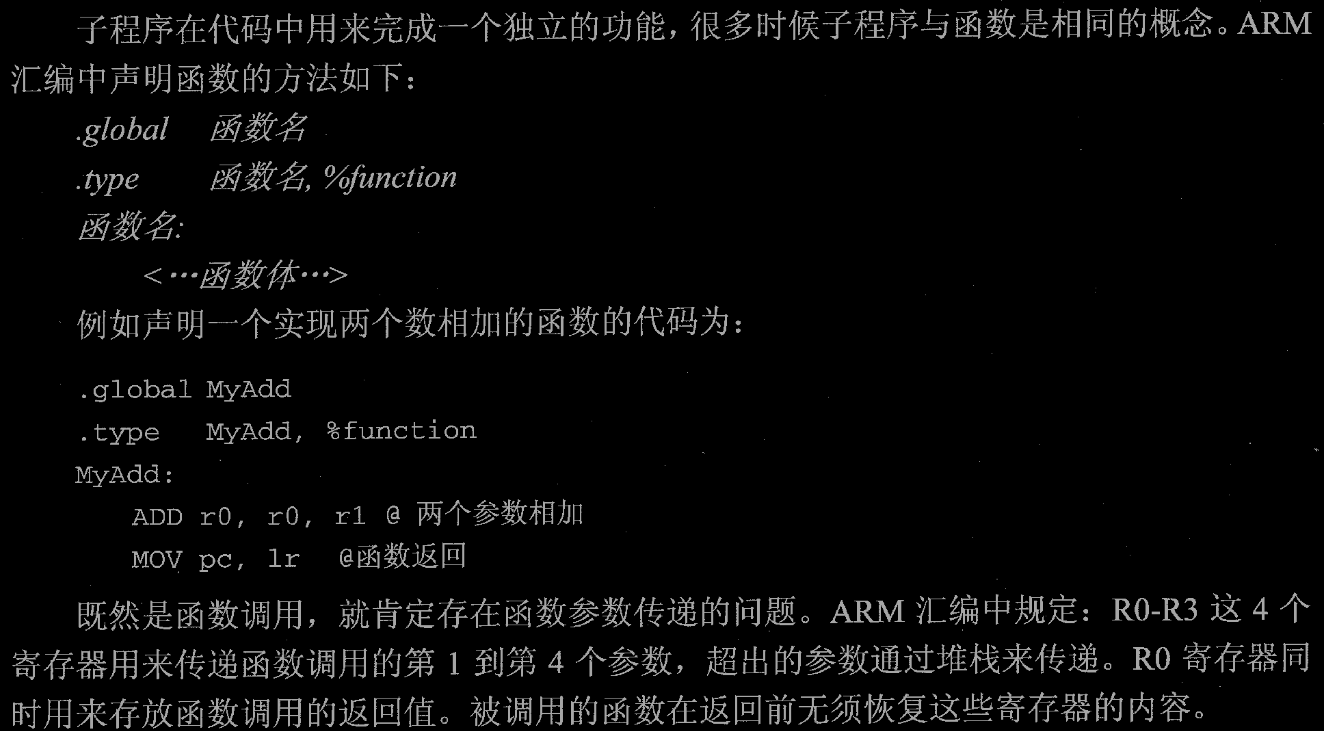 子程序在代码中用来完成一个独立的功能，很多时候子程序与函数是相同的概念。ARM
汇编中声明函数的方法如下：
.global 函数名
.type 函数名, %function
函数名:
<…函数体…>
例如声明一个实现两个数相加的函数的代码为：
.global MyAdd
.type MyAdd, %function
MyAdd:
ADD r0, r0, r1 @ 两个参数相加
MOV pc, lr @函数返回
既然是函数调用，就肯定存在函数参数传递的问题。ARM 汇编中规定：R0-R3 这 4 个
寄存器用来传递函数调用的第 1 到第 4 个参数，超出的参数通过堆栈来传递。R0 寄存器同
时用来存放函数调用的返回值。被调用的函数在返回前无须恢复这些寄存器的内容。